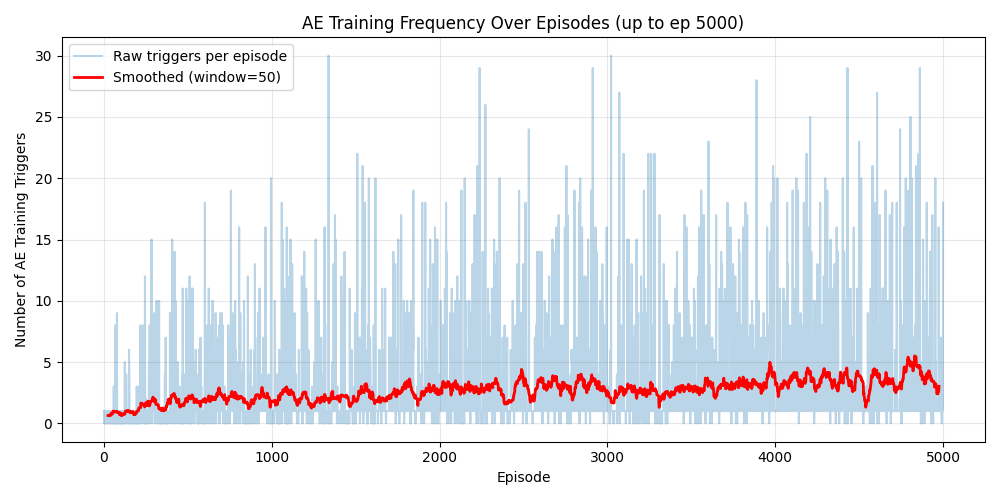 AE Training Frequency Over Episodes (up to ep 5000)
Raw triggers per episode
Smoothed (window=50)
Number of AE Training Triggers
30
25
20
15
10
5
0
0 1000 2000 3000 4000 5000
Episode